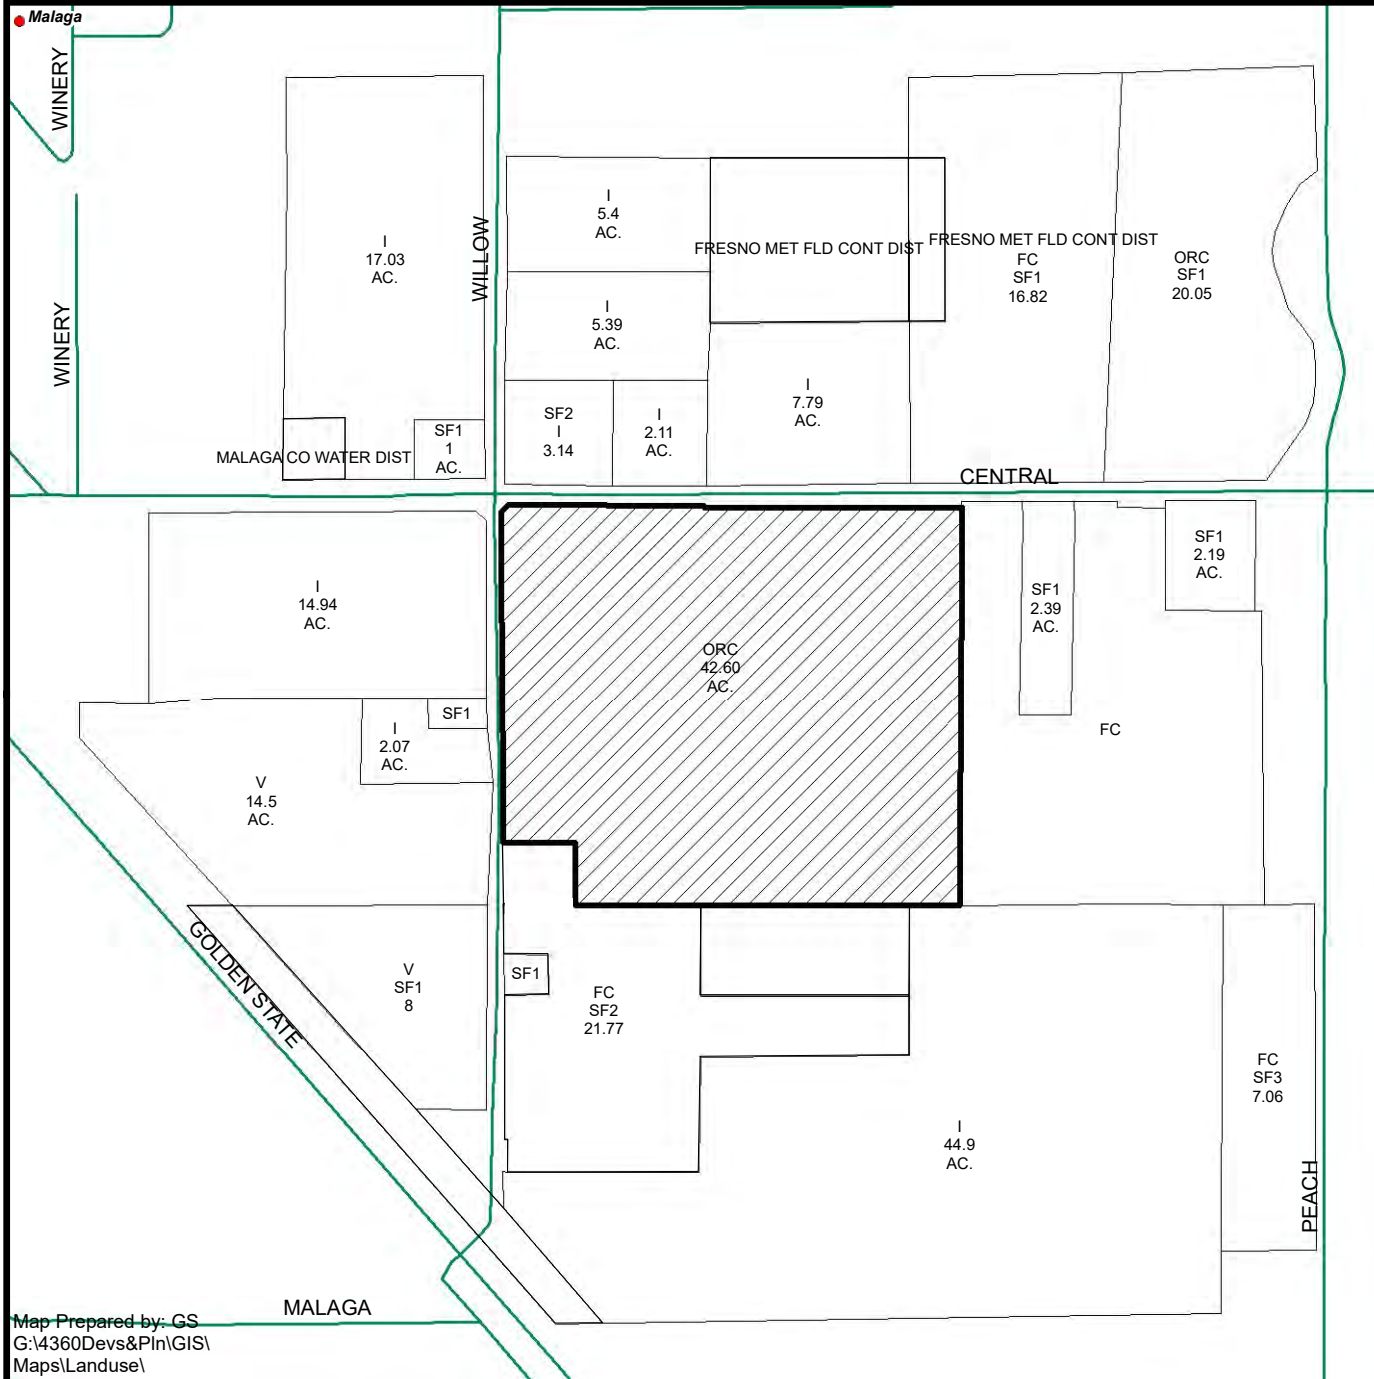 Malaga
WINERY
WILLOW
I
17.03
AC.
I
5.4
AC.
FRESNO MET FLD CONT DIST
FRESNO MET FLD CONT DIST
FC
SF1
16.82
ORC
SF1
20.05
WINERY
I
5.39
AC.
SF2
I
3.14
I
2.11
AC.
I
7.79
AC.
MALAGA CO WATER DIST
SF1
1
AC.
CENTRAL
I
14.94
AC.
ORC
42.60
AC.
SF1
2.39
AC.
SF1
2.19
AC.
FC
SF1
I
2.07
AC.
V
14.5
AC.
GOLDEN STATE
V
SF1
8
SF1
FC
SF2
21.77
I
44.9
AC.
FC
SF3
7.06
PEACH
MALAGA
Map Prepared by: GS
G:\4360Devs&Pln\GIS\
Maps\Landuse\